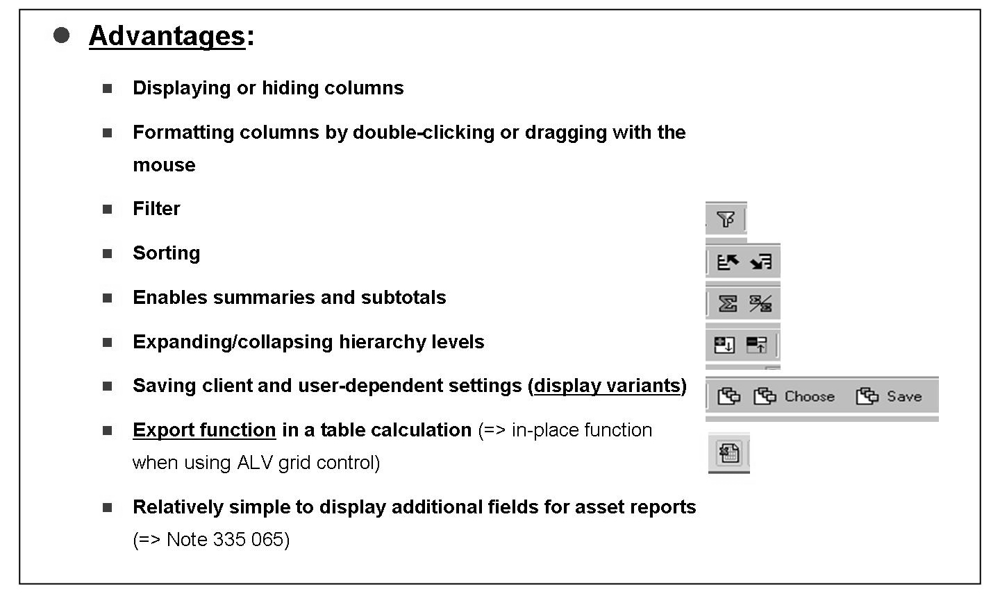 Advantages:
Displaying or hiding columns
Formatting columns by double-clicking or dragging with the
mouse
Filter
Sorting
Enables summaries and subtotals
Expanding/collapsing hierarchy levels
Saving client and user-dependent settings (display variants)
Choose Save
Export function in a table calculation (=> in-place function
when using ALV grid control)
Relatively simple to display additional fields for asset reports
(=> Note 335 065)